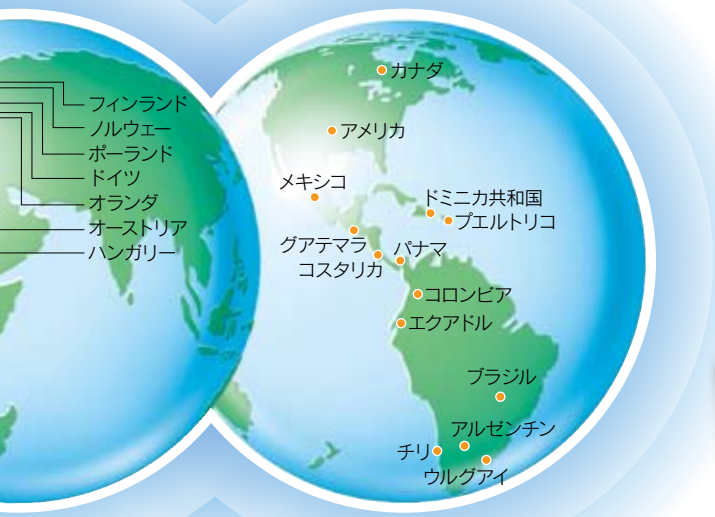 フィンランド
ノルウェー
ポーランド
ドイツ
オランダ
オーストリア
ハンガリー
カナダ
アメリカ
メキシコ
ドミニカ共和国
プエルトリコ
グアテマラ
パナマ
コスタリカ
コロンビア
エクアドル
ブラジル
アルゼンチン
チリ
ウルグアイ